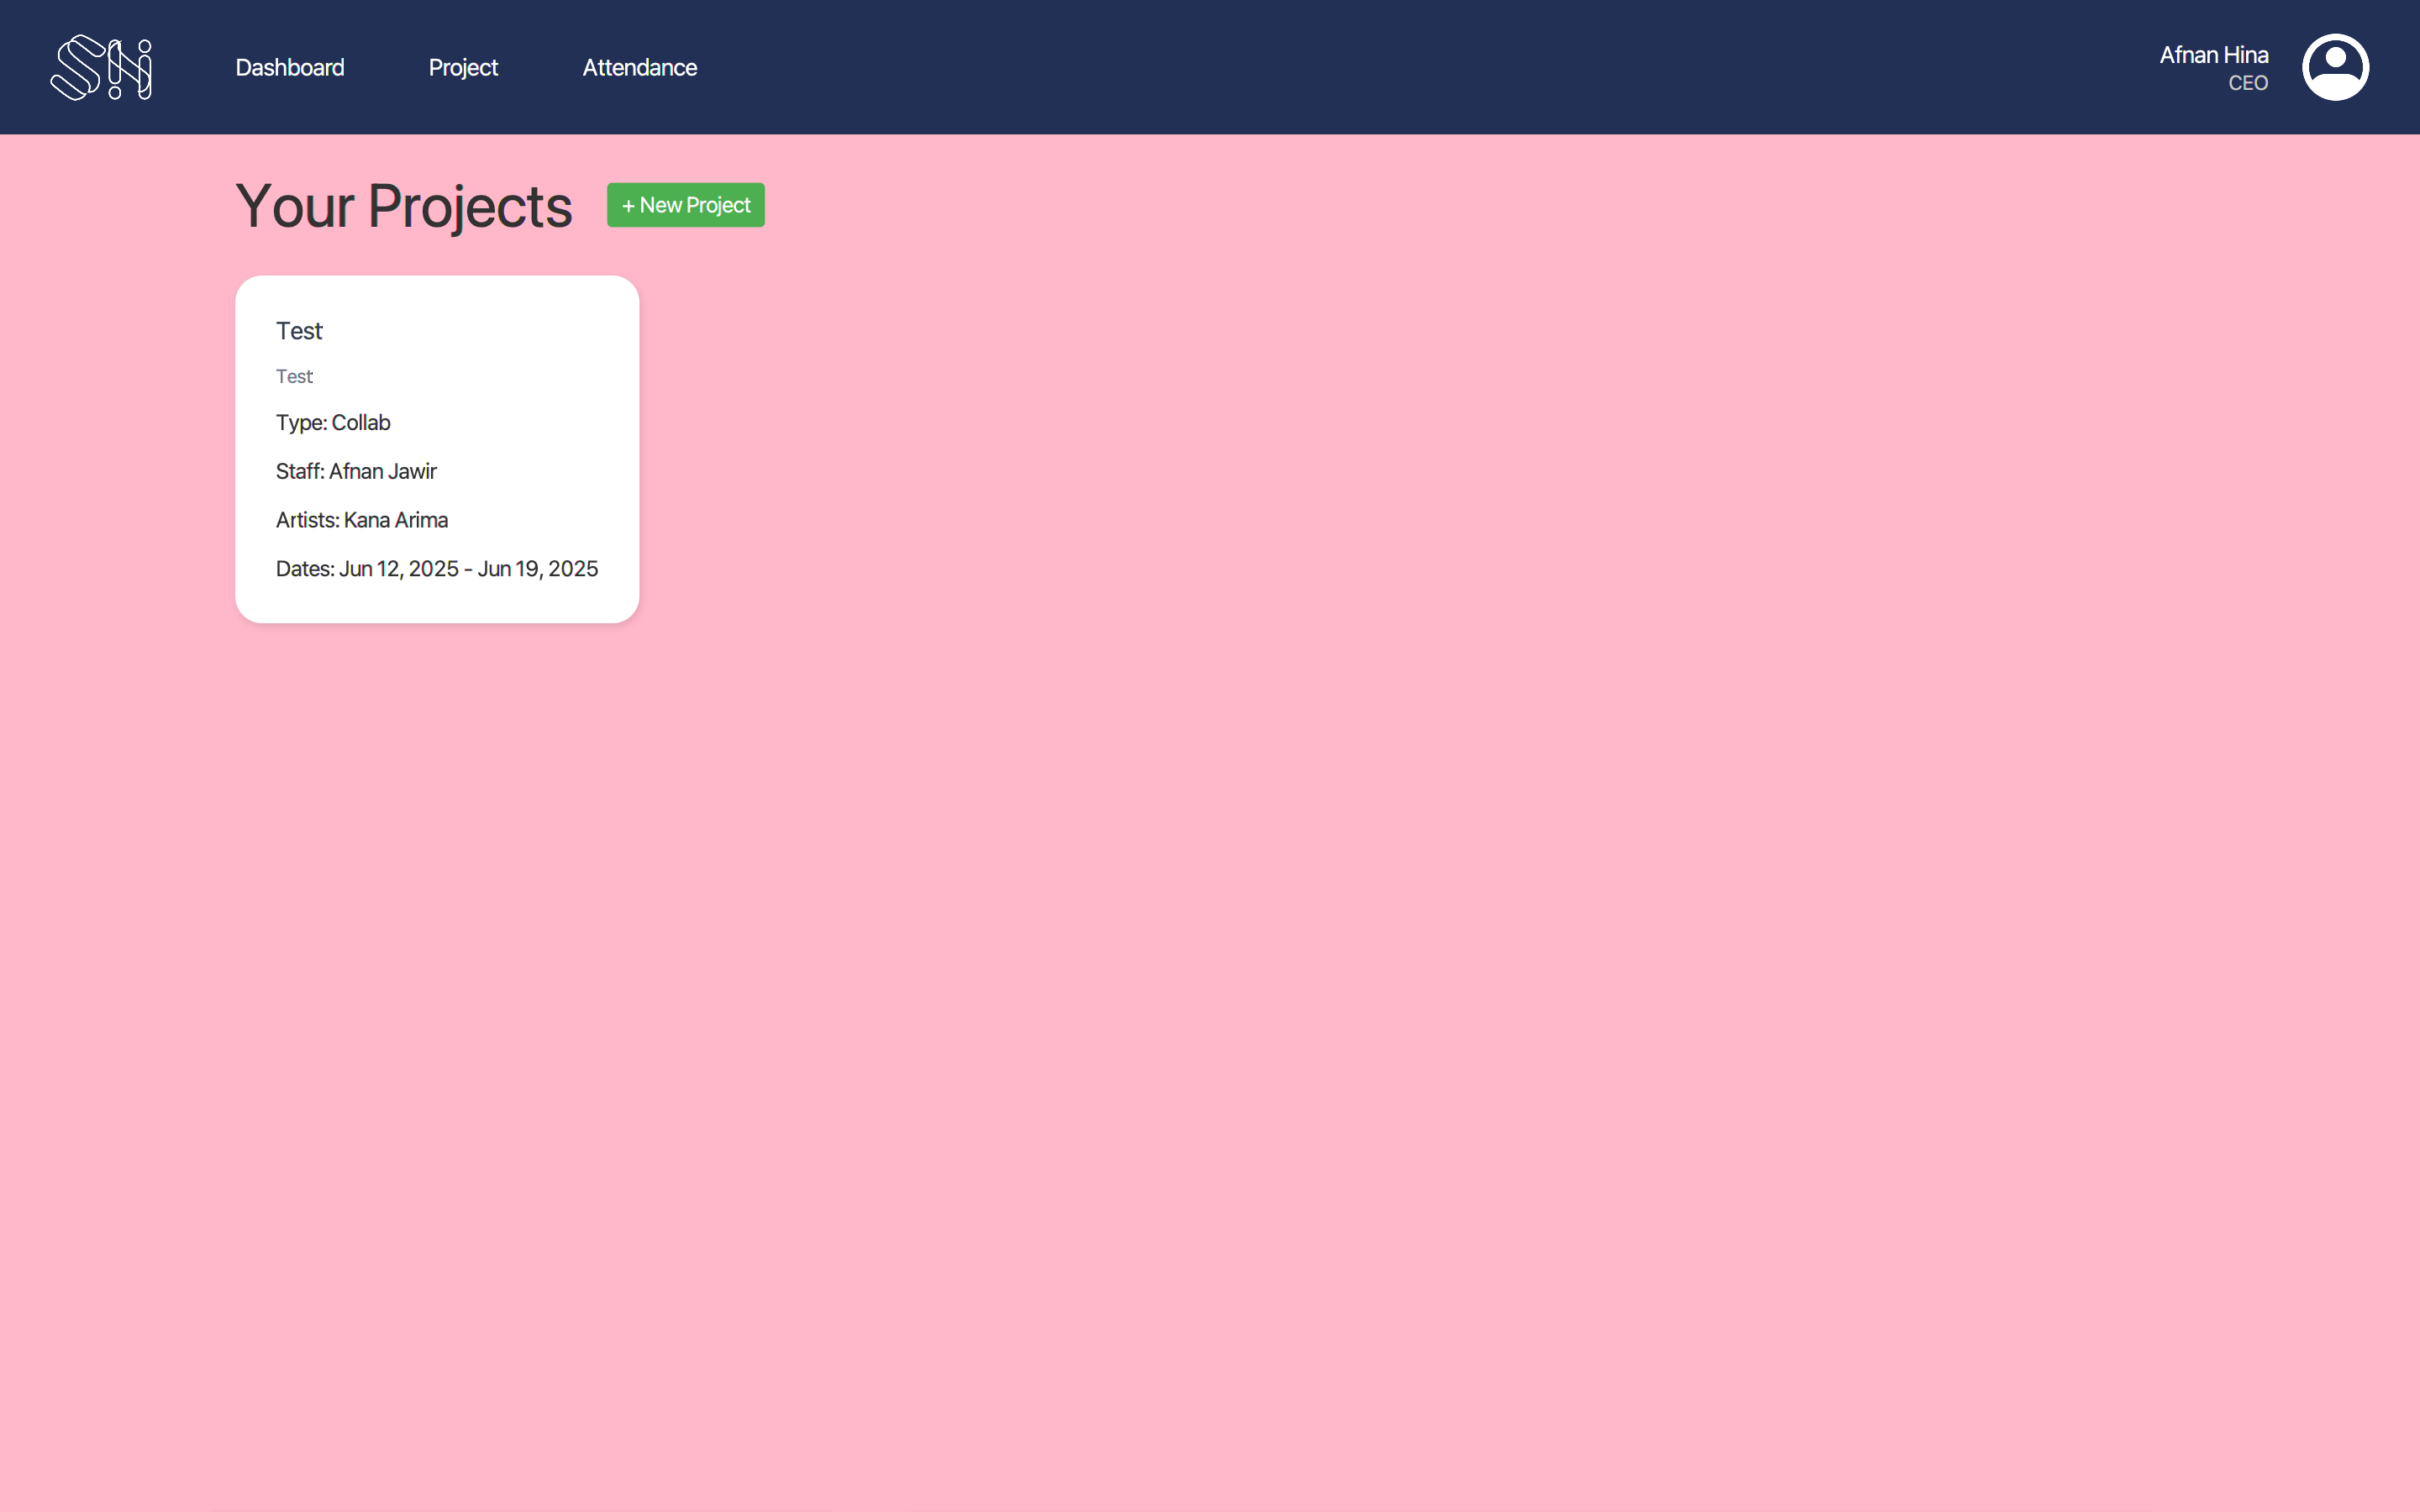 Dashboard Project Attendance
Afnan Hina
CEO
Your Projects
+ New Project
Test
Test
Type: Collab
Staff: Afnan Jawir
Artists: Kana Arima
Dates: Jun 12, 2025 - Jun 19, 2025